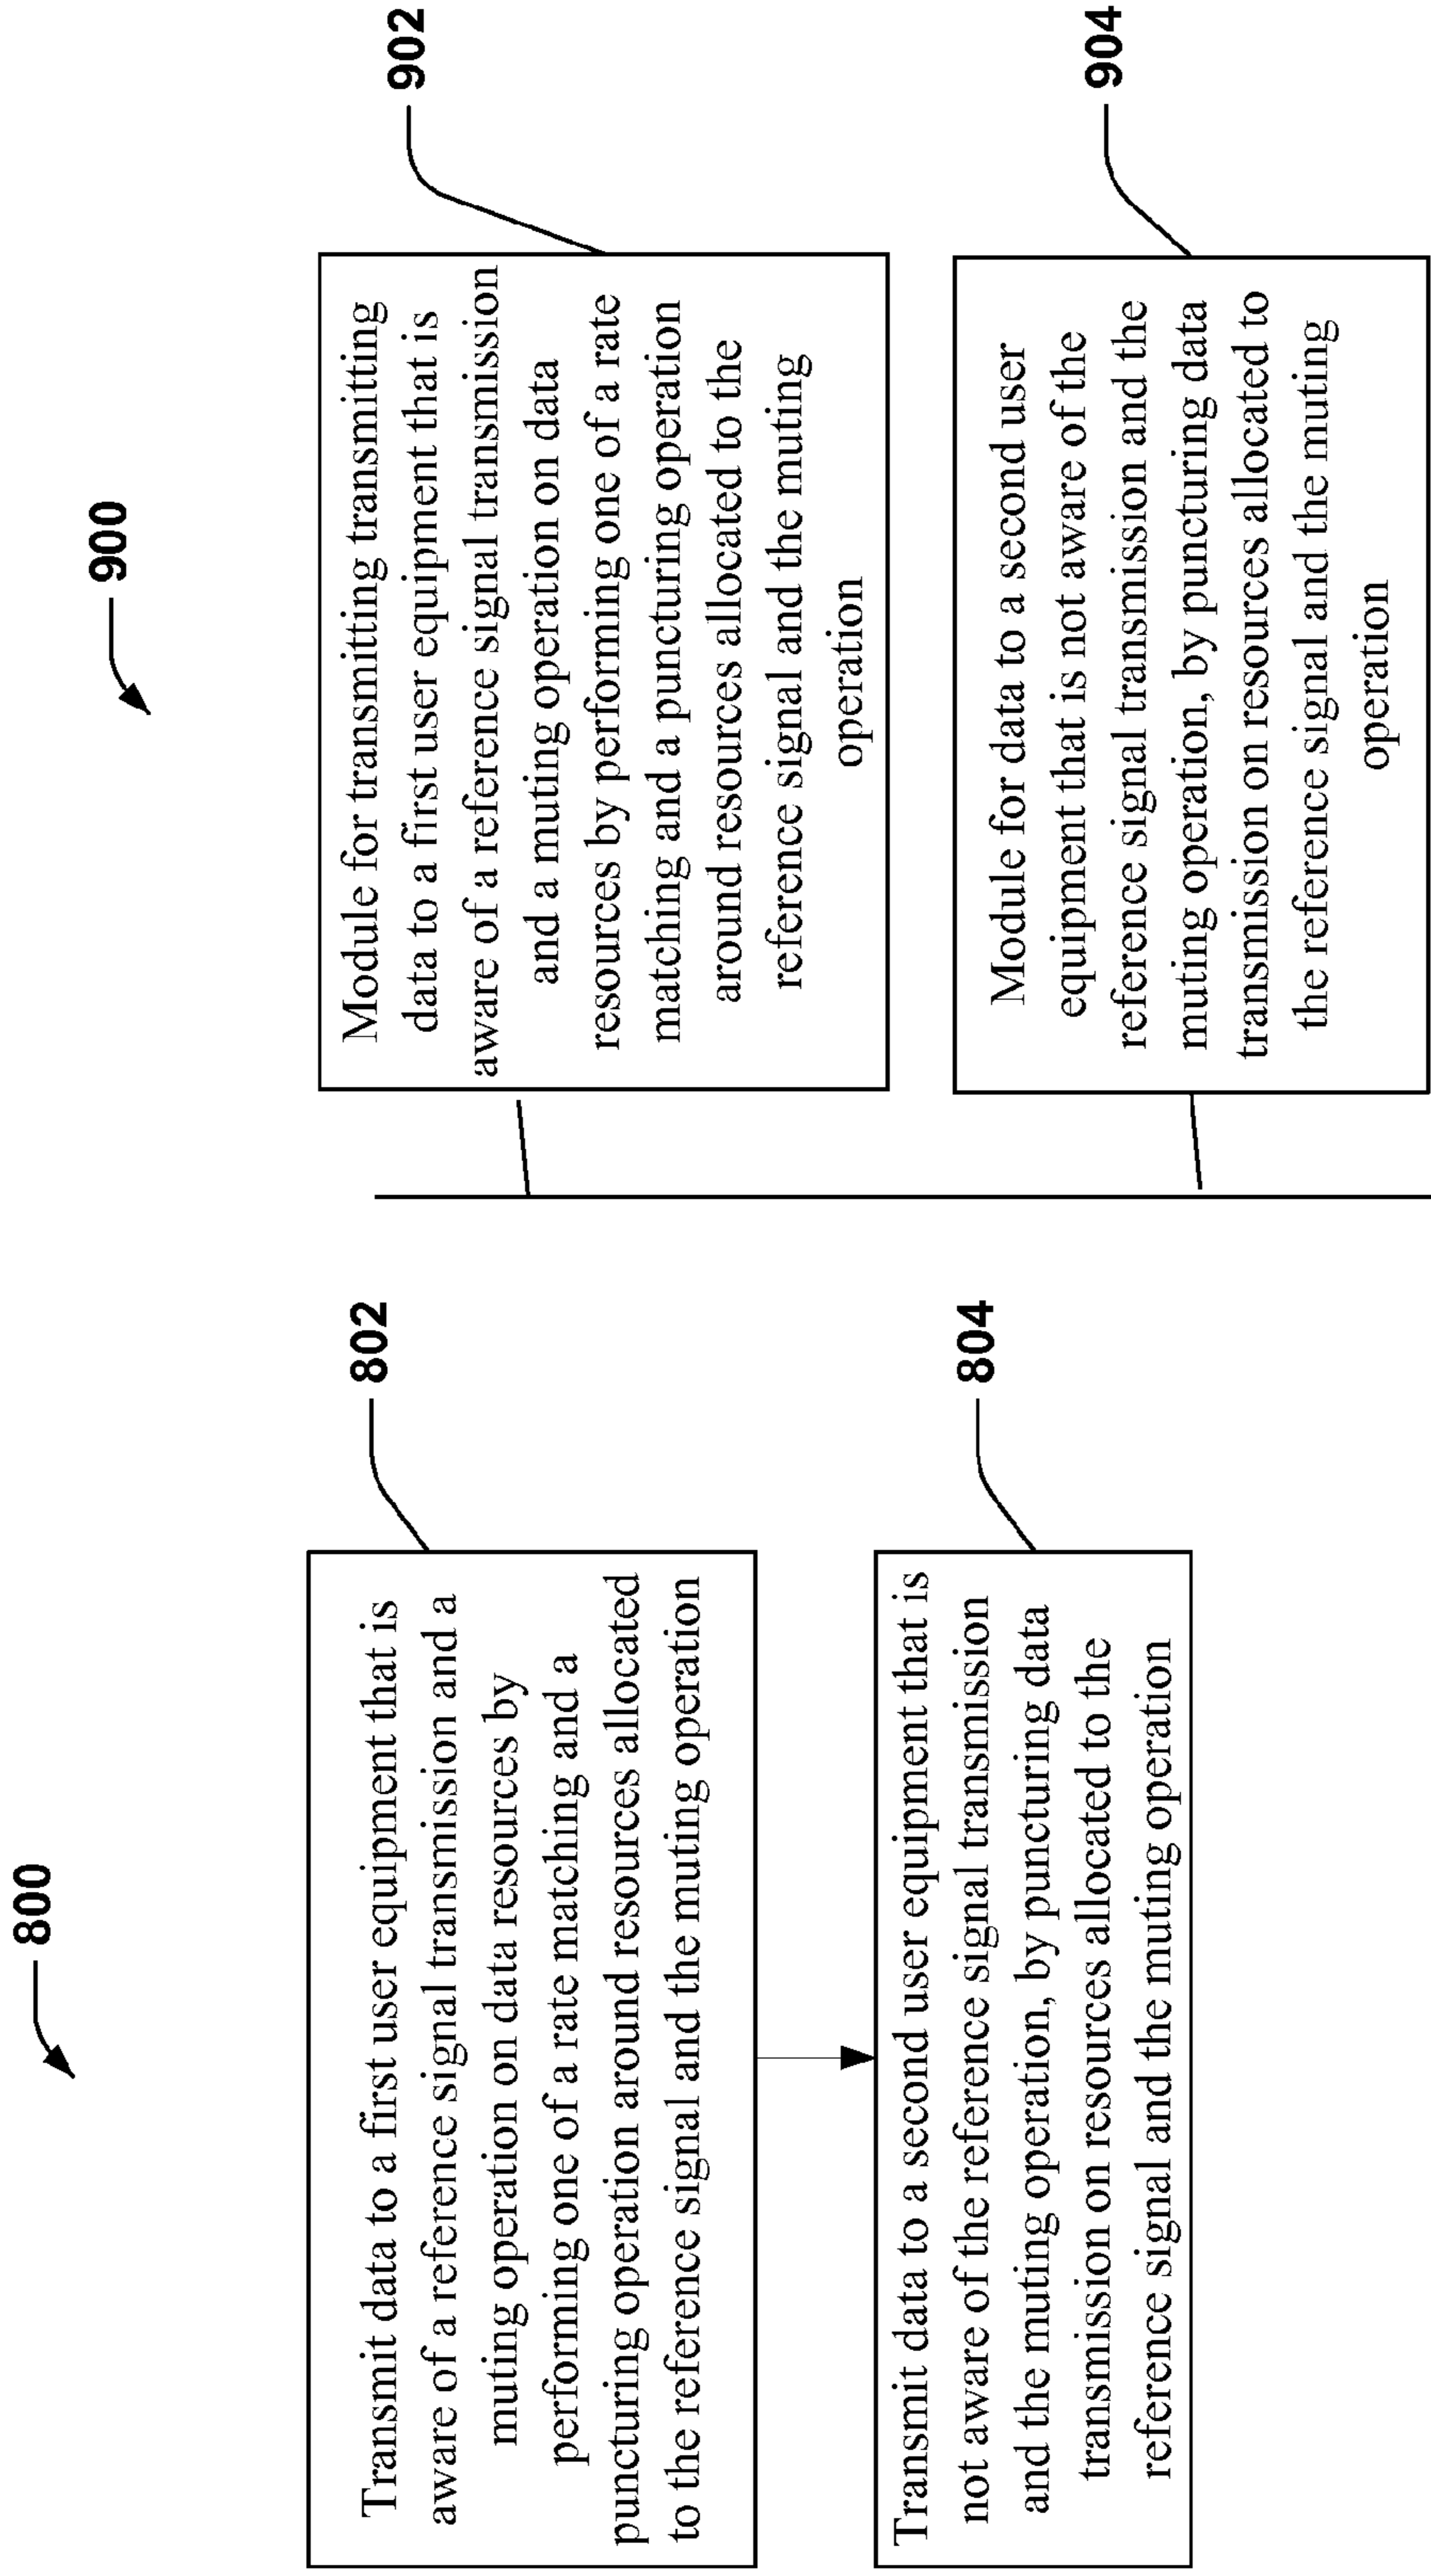 800
802
Transmit data to a first user equipment that is
aware of a reference signal transmission and a
muting operation on data resources by
performing one of a rate matching and a
puncturing operation around resources allocated
to the reference signal and the muting operation
804
Transmit data to a second user equipment that is
not aware of the reference signal transmission
and the muting operation, by puncturing data
transmission on resources allocated to the
reference signal and the muting operation
900
902
Module for transmitting transmitting
data to a first user equipment that is
aware of a reference signal transmission
and a muting operation on data
resources by performing one of a rate
matching and a puncturing operation
around resources allocated to the
reference signal and the muting
operation
904
Module for data to a second user
equipment that is not aware of the
reference signal transmission and the
muting operation, by puncturing data
transmission on resources allocated to
the reference signal and the muting
operation